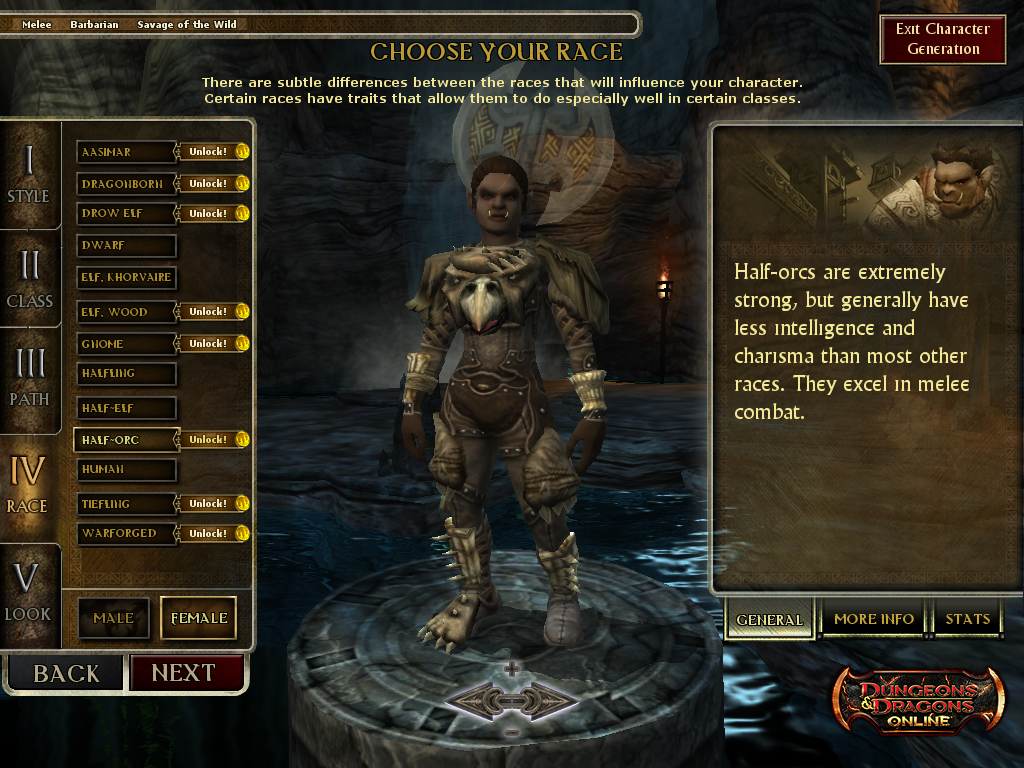 Melee Barbarian Savage of the Wild
Exit Character
Generation
CHOOSE YOUR RACE
There are subtle differences between the races that will influence your character.
Certain races have traits that allow them to do especially well in certain classes.
I
STYLE
II
CLASS
III
PATH
IV
RACE
V
LOOK
AASIMAR Unlock!
DRAGONBORN Unlock!
DROW ELF Unlock!
DWARF
ELF, KHORVAIRE
ELF, WOOD Unlock!
GNOME Unlock!
HALFLING
HALF-ELF
HALF-ORC Unlock!
HUMAN
TIEFLING Unlock!
WARFORGED Unlock!
MALE FEMALE
BACK NEXT
Half-orcs are extremely
strong, but generally have
less intelligence and
charisma than most other
races. They excel in melee
combat.
GENERAL MORE INFO STATS
DUNGEONS
& DRAGONS
ONLINE